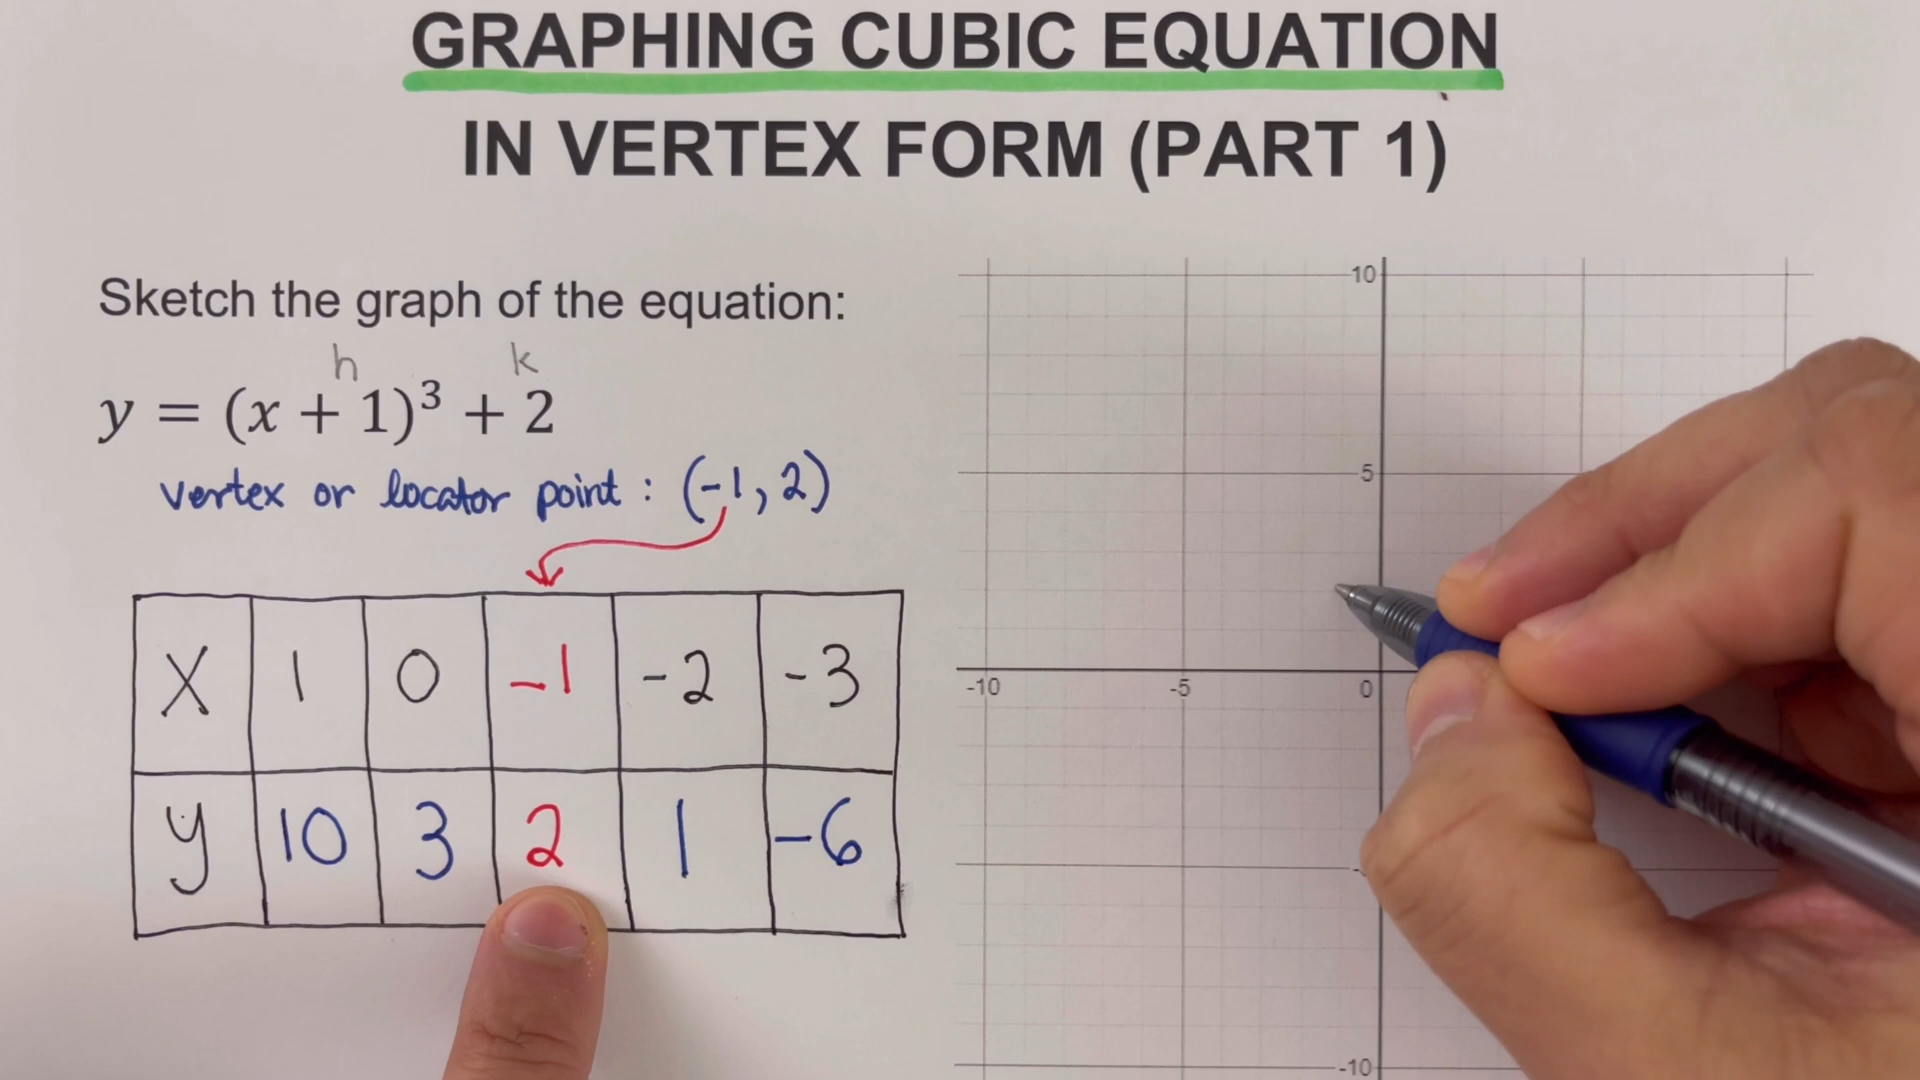 GRAPHING CUBIC EQUATION
IN VERTEX FORM (PART 1)
Sketch the graph of the equation:
h k
y = (x + 1)³ + 2
vertex or locator point : (-1, 2)
X 1 0 -1 -2 -3
y 10 3 2 1 -6
10
5
-10 -5 0
-10